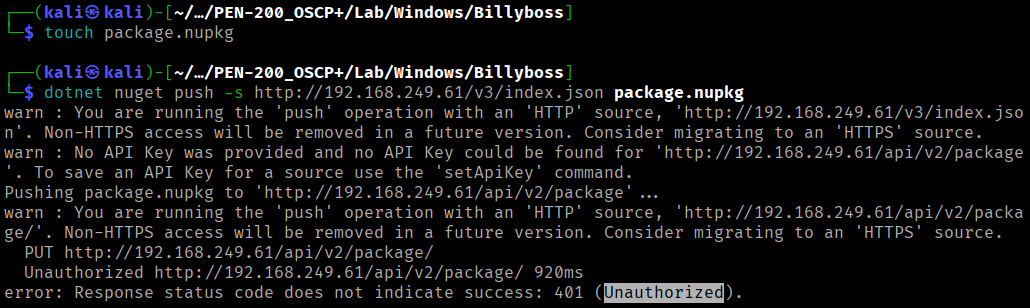 ┌──(kali㉿kali)-[~/…/PEN-200_OSCP+/Lab/Windows/Billyboss]
└─$ touch package.nupkg
┌──(kali㉿kali)-[~/…/PEN-200_OSCP+/Lab/Windows/Billyboss]
└─$ dotnet nuget push -s http://192.168.249.61/v3/index.json package.nupkg
warn : You are running the 'push' operation with an 'HTTP' source, 'http://192.168.249.61/v3/index.jso
n'. Non-HTTPS access will be removed in a future version. Consider migrating to an 'HTTPS' source.
warn : No API Key was provided and no API Key could be found for 'http://192.168.249.61/api/v2/package
'. To save an API Key for a source use the 'setApiKey' command.
Pushing package.nupkg to 'http://192.168.249.61/api/v2/package'...
warn : You are running the 'push' operation with an 'HTTP' source, 'http://192.168.249.61/api/v2/packa
ge/'. Non-HTTPS access will be removed in a future version. Consider migrating to an 'HTTPS' source.
  PUT http://192.168.249.61/api/v2/package/
  Unauthorized http://192.168.249.61/api/v2/package/ 920ms
error: Response status code does not indicate success: 401 (Unauthorized).